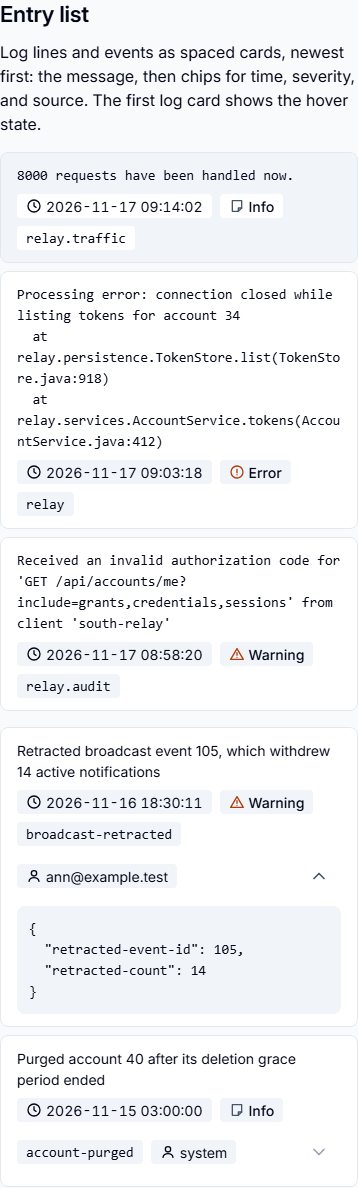 Entry list
Log lines and events as spaced cards, newest
first: the message, then chips for time, severity,
and source. The first log card shows the hover
state.
8000 requests have been handled now.
2026-11-17 09:14:02 Info
relay.traffic
Processing error: connection closed while
listing tokens for account 34
at
relay.persistence.TokenStore.list(TokenSto
re.java:918)
at
relay.services.AccountService.tokens(Accou
ntService.java:412)
2026-11-17 09:03:18 Error
relay
Received an invalid authorization code for
'GET /api/accounts/me?
include=grants,credentials,sessions' from
client 'south-relay'
2026-11-17 08:58:20 Warning
relay.audit
Retracted broadcast event 105, which withdrew
14 active notifications
2026-11-16 18:30:11 Warning
broadcast-retracted
ann@example.test
{
"retracted-event-id": 105,
"retracted-count": 14
}
Purged account 40 after its deletion grace
period ended
2026-11-15 03:00:00 Info
account-purged system